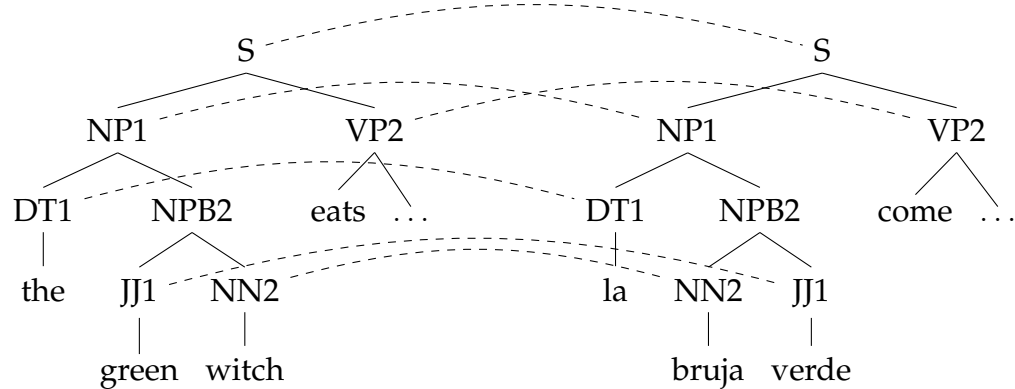 S S
NP1 VP2 NP1 VP2
DT1 NPB2 eats ... DT1 NPB2 come ...
the JJ1 NN2 la NN2 JJ1
green witch bruja verde